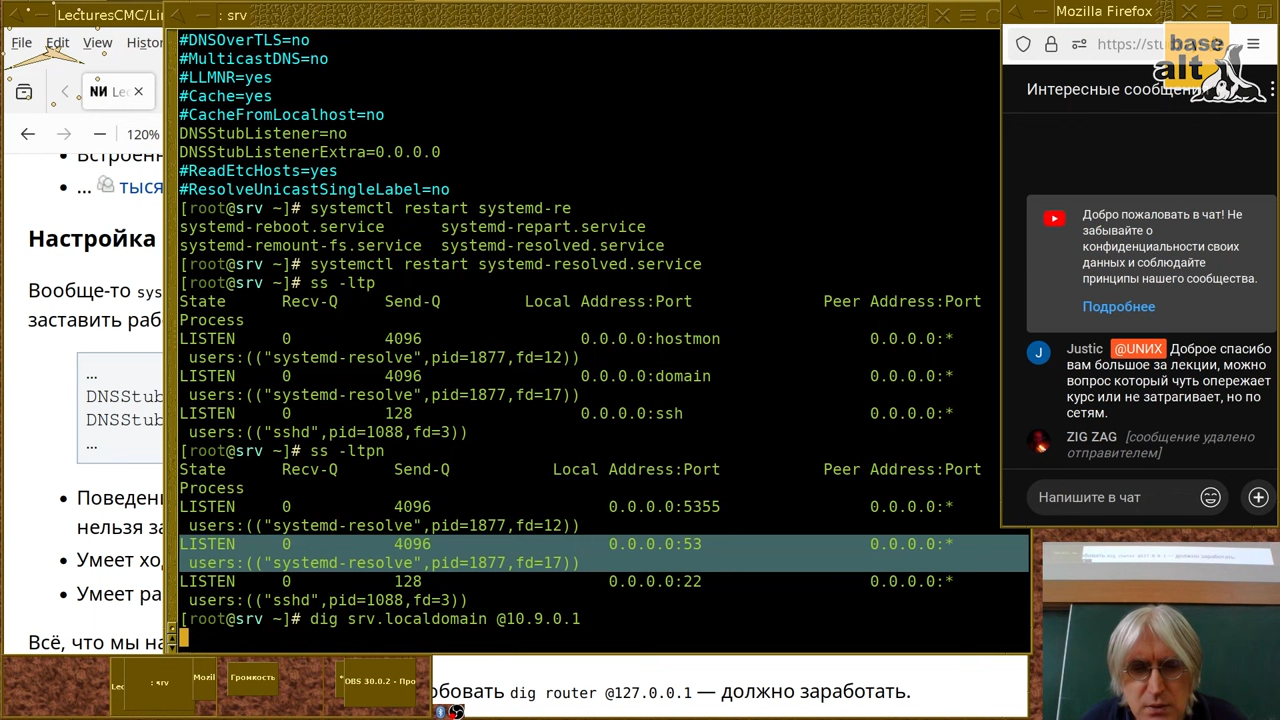 LecturesCMC/Li
: srv
Mozilla Firefox
File Edit View Histor
NИ Lec
120%
https://stu
base
alt
Интересные сообщени
Встроенн
... тыся
Настройка
Вообще-то sys
заставить раб
...
DNSStub
DNSStub
...
Поведени
нельзя за
Умеет хо
Умеет ра
Всё, что мы на
#DNSOverTLS=no
#MulticastDNS=no
#LLMNR=yes
#Cache=yes
#CacheFromLocalhost=no
DNSStubListener=no
DNSStubListenerExtra=0.0.0.0
#ReadEtcHosts=yes
#ResolveUnicastSingleLabel=no
[root@srv ~]# systemctl restart systemd-re
systemd-reboot.service systemd-repart.service
systemd-remount-fs.service systemd-resolved.service
[root@srv ~]# systemctl restart systemd-resolved.service
[root@srv ~]# ss -ltp
State Recv-Q Send-Q Local Address:Port Peer Address:Port
Process
LISTEN 0 4096 0.0.0.0:hostmon 0.0.0.0:*
users:(("systemd-resolve",pid=1877,fd=12))
LISTEN 0 4096 0.0.0.0:domain 0.0.0.0:*
users:(("systemd-resolve",pid=1877,fd=17))
LISTEN 0 128 0.0.0.0:ssh 0.0.0.0:*
users:(("sshd",pid=1088,fd=3))
[root@srv ~]# ss -ltpn
State Recv-Q Send-Q Local Address:Port Peer Address:Port
Process
LISTEN 0 4096 0.0.0.0:5355 0.0.0.0:*
users:(("systemd-resolve",pid=1877,fd=12))
LISTEN 0 4096 0.0.0.0:53 0.0.0.0:*
users:(("systemd-resolve",pid=1877,fd=17))
LISTEN 0 128 0.0.0.0:22 0.0.0.0:*
users:(("sshd",pid=1088,fd=3))
[root@srv ~]# dig srv.localdomain @10.9.0.1
Добро пожаловать в чат! Не
забывайте о
конфиденциальности своих
данных и соблюдайте
принципы нашего сообщества.
Подробнее
J
Justic @UNИX Доброе спасибо
вам большое за лекции, можно
вопрос который чуть опережает
курс или не затрагивает, но по
сетям.
ZIG ZAG [сообщение удалено
отправителем]
Напишите в чат
Lec
: srv
Mozil
Громкость
OBS 30.0.2 - Про
обовать dig router @127.0.0.1 — должно заработать.